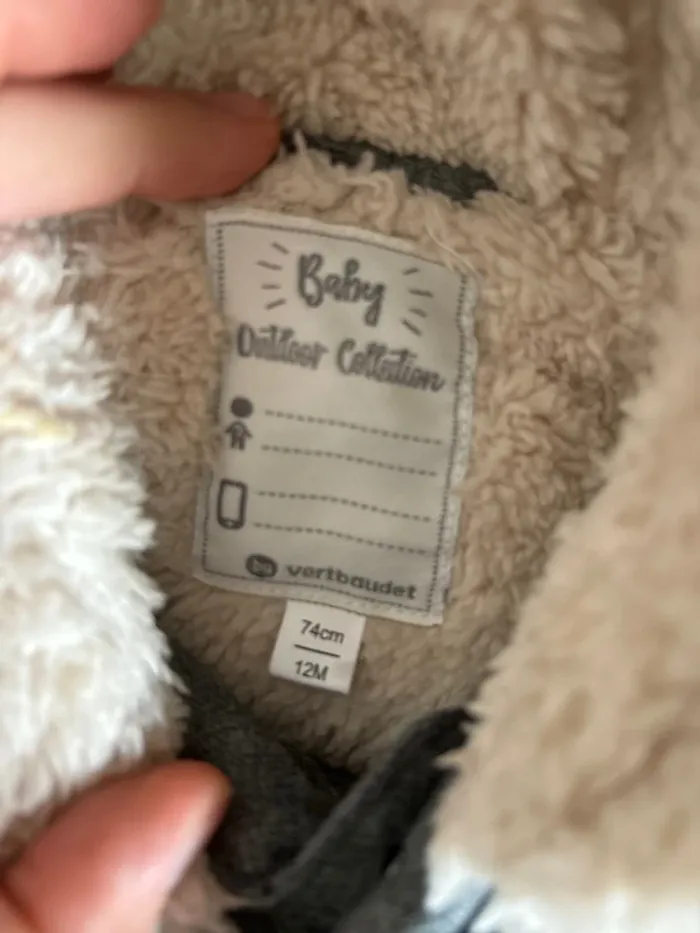 Baby
Outdoor Collection
vertbaudet
74cm
12M